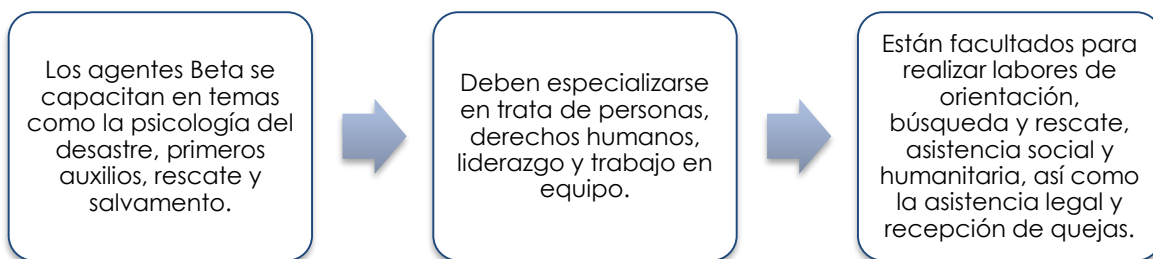 Los agentes Beta se
capacitan en temas
como la psicología del
desastre, primeros
auxilios, rescate y
salvamento.
Deben especializarse
en trata de personas,
derechos humanos,
liderazgo y trabajo en
equipo.
Están facultados para
realizar labores de
orientación,
búsqueda y rescate,
asistencia social y
humanitaria, así como
la asistencia legal y
recepción de quejas.